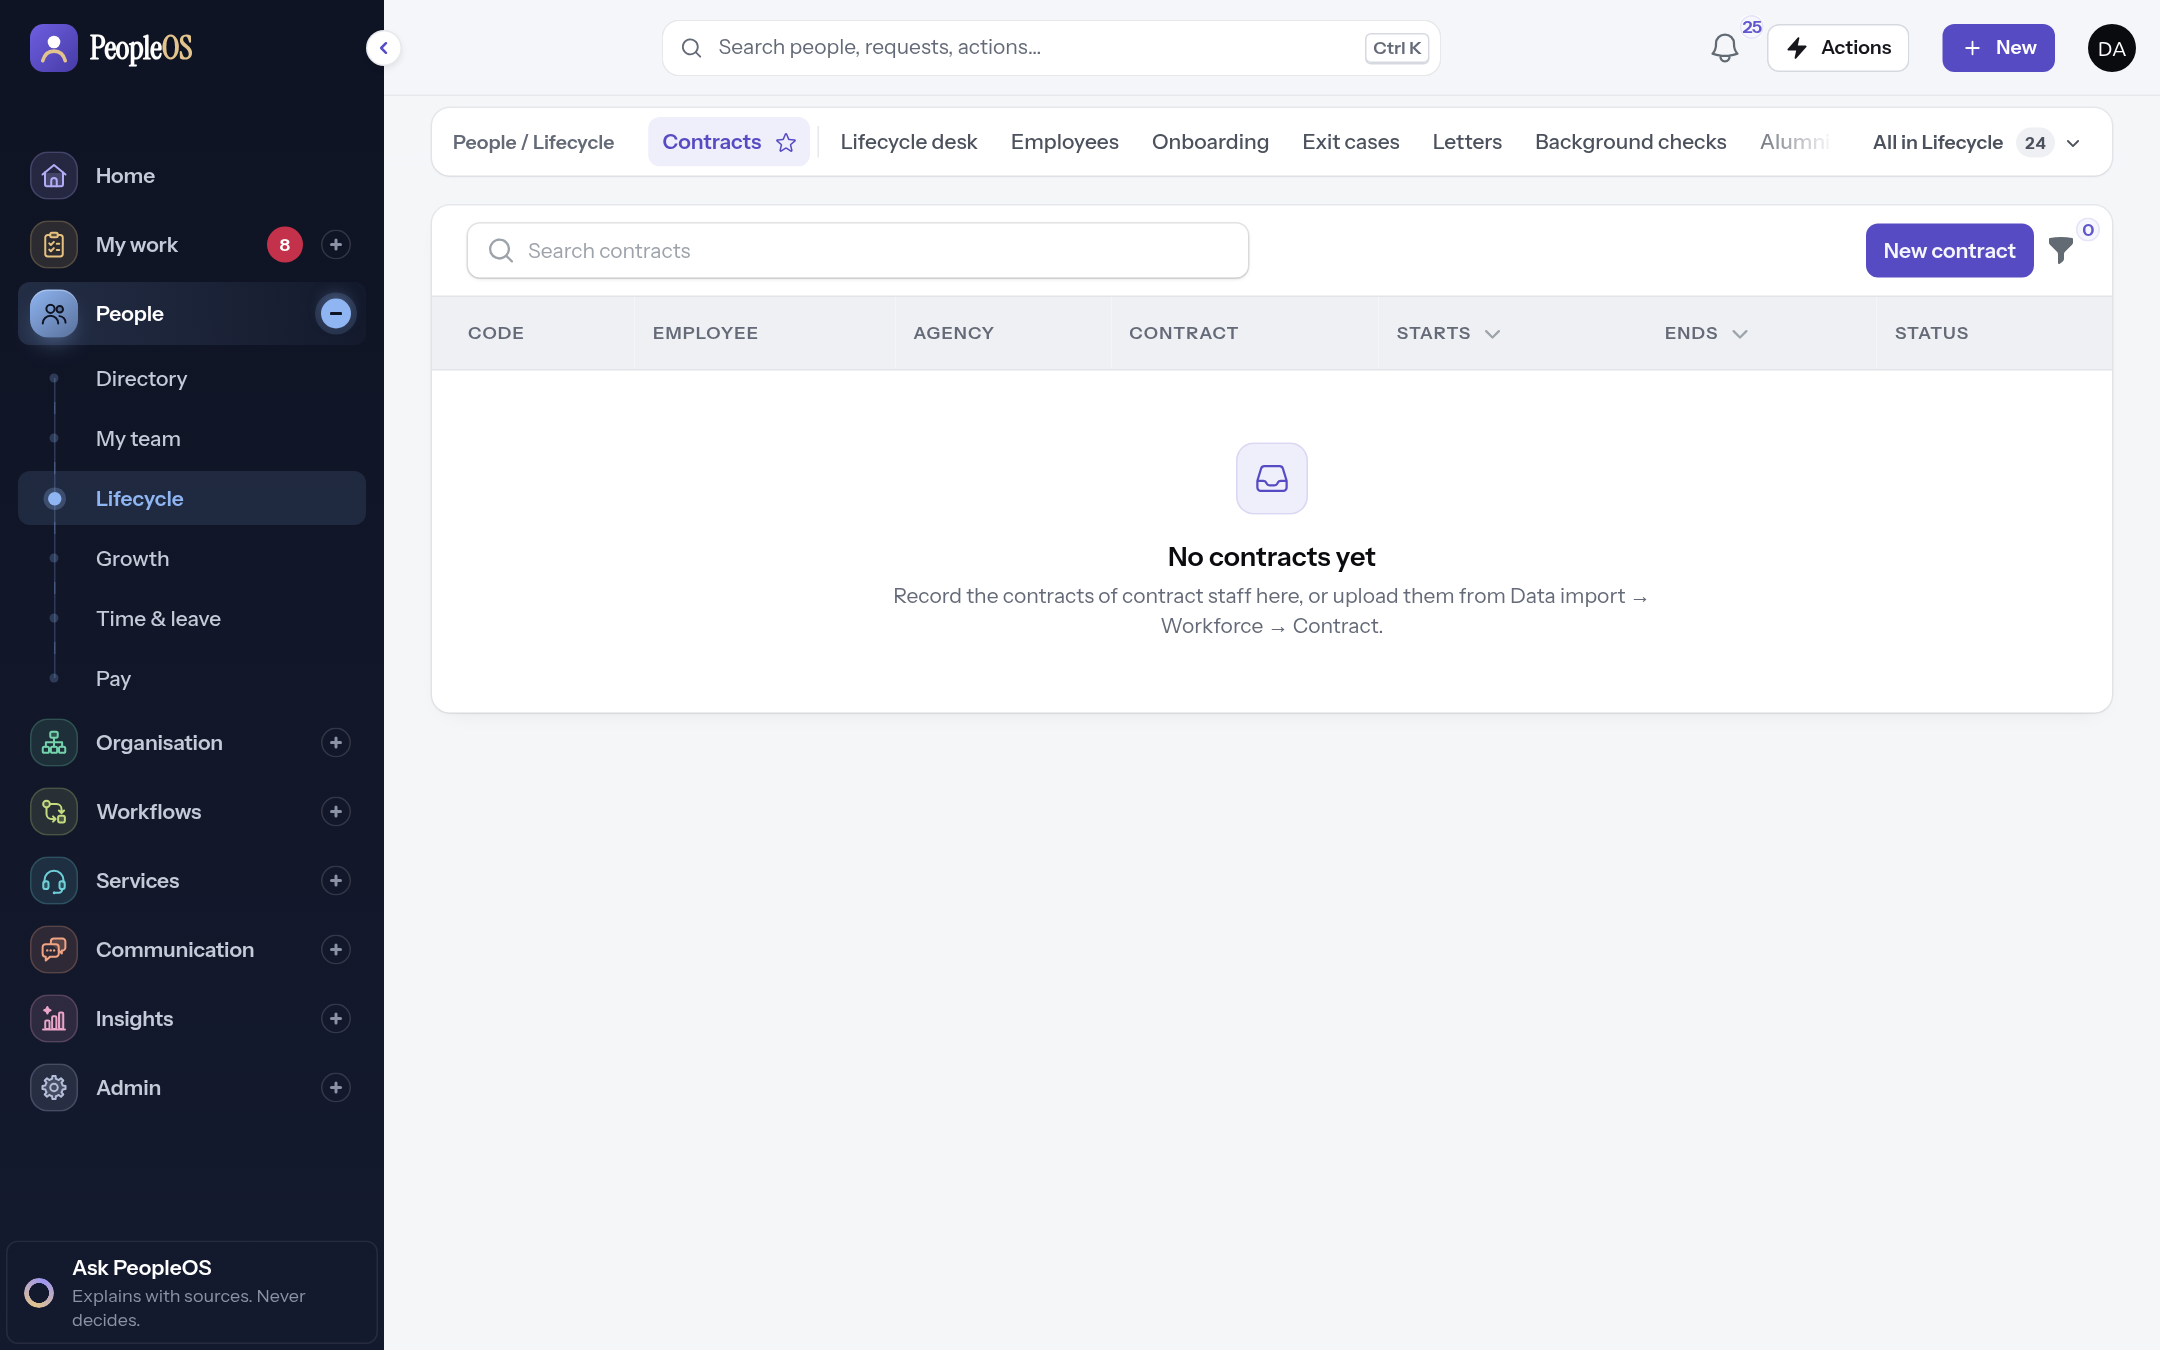 PeopleOS
Search people, requests, actions...
Ctrl K
25
Actions
New
DA
People / Lifecycle
Contracts
Lifecycle desk
Employees
Onboarding
Exit cases
Letters
Background checks
Alumni
All in Lifecycle
24
Home
My work
8
People
Directory
My team
Lifecycle
Growth
Time & leave
Pay
Organisation
Workflows
Services
Communication
Insights
Admin
Ask PeopleOS
Explains with sources. Never
decides.
Search contracts
New contract
0
CODE
EMPLOYEE
AGENCY
CONTRACT
STARTS
ENDS
STATUS
No contracts yet
Record the contracts of contract staff here, or upload them from Data import →
Workforce → Contract.